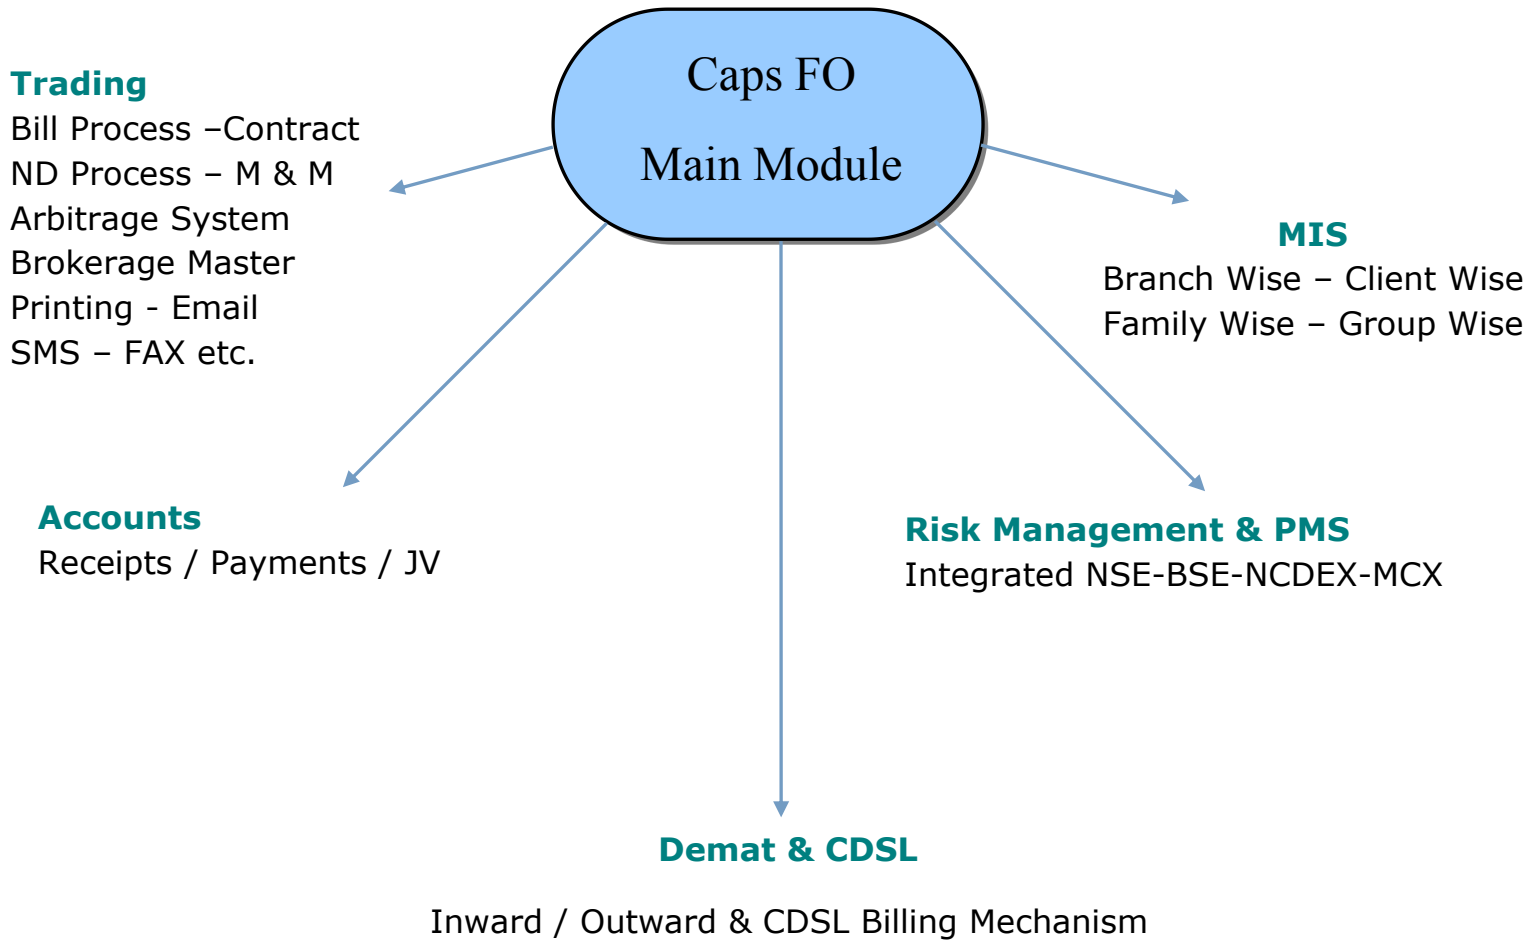 Caps FO
Main Module
Trading
Bill Process –Contract
ND Process – M & M
Arbitrage System
Brokerage Master
Printing - Email
SMS – FAX etc.
MIS
Branch Wise – Client Wise
Family Wise – Group Wise
Accounts
Receipts / Payments / JV
Risk Management & PMS
Integrated NSE-BSE-NCDEX-MCX
Demat & CDSL
Inward / Outward & CDSL Billing Mechanism